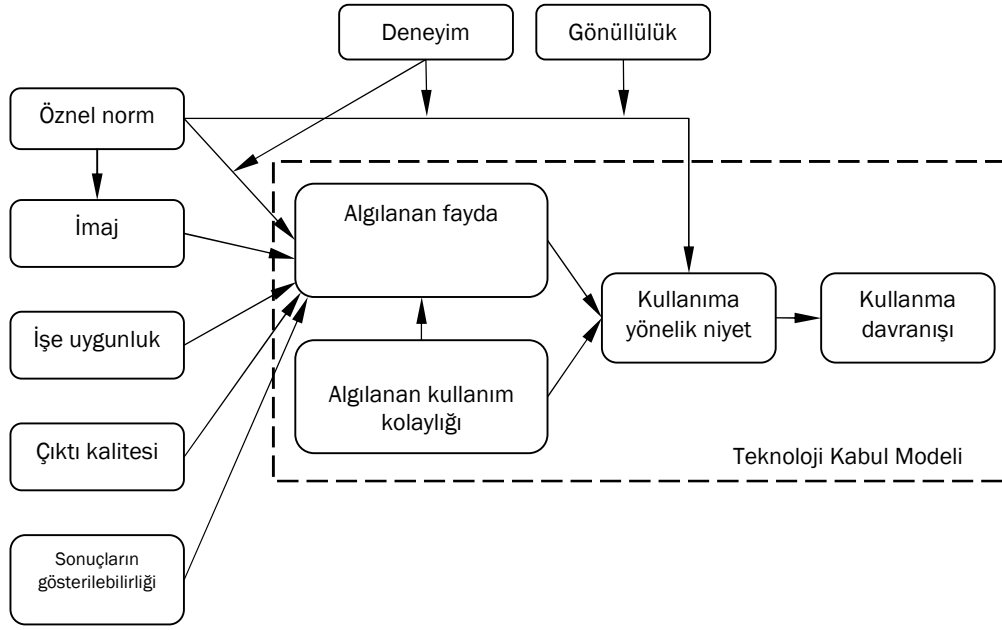 Deneyim
Gönüllülük
Öznel norm
İmaj
Algılanan fayda
İşe uygunluk
Kullanıma
yönelik niyet
Kullanma
davranışı
Algılanan kullanım
kolaylığı
Çıktı kalitesi
Teknoloji Kabul Modeli
Sonuçların
gösterilebilirliği